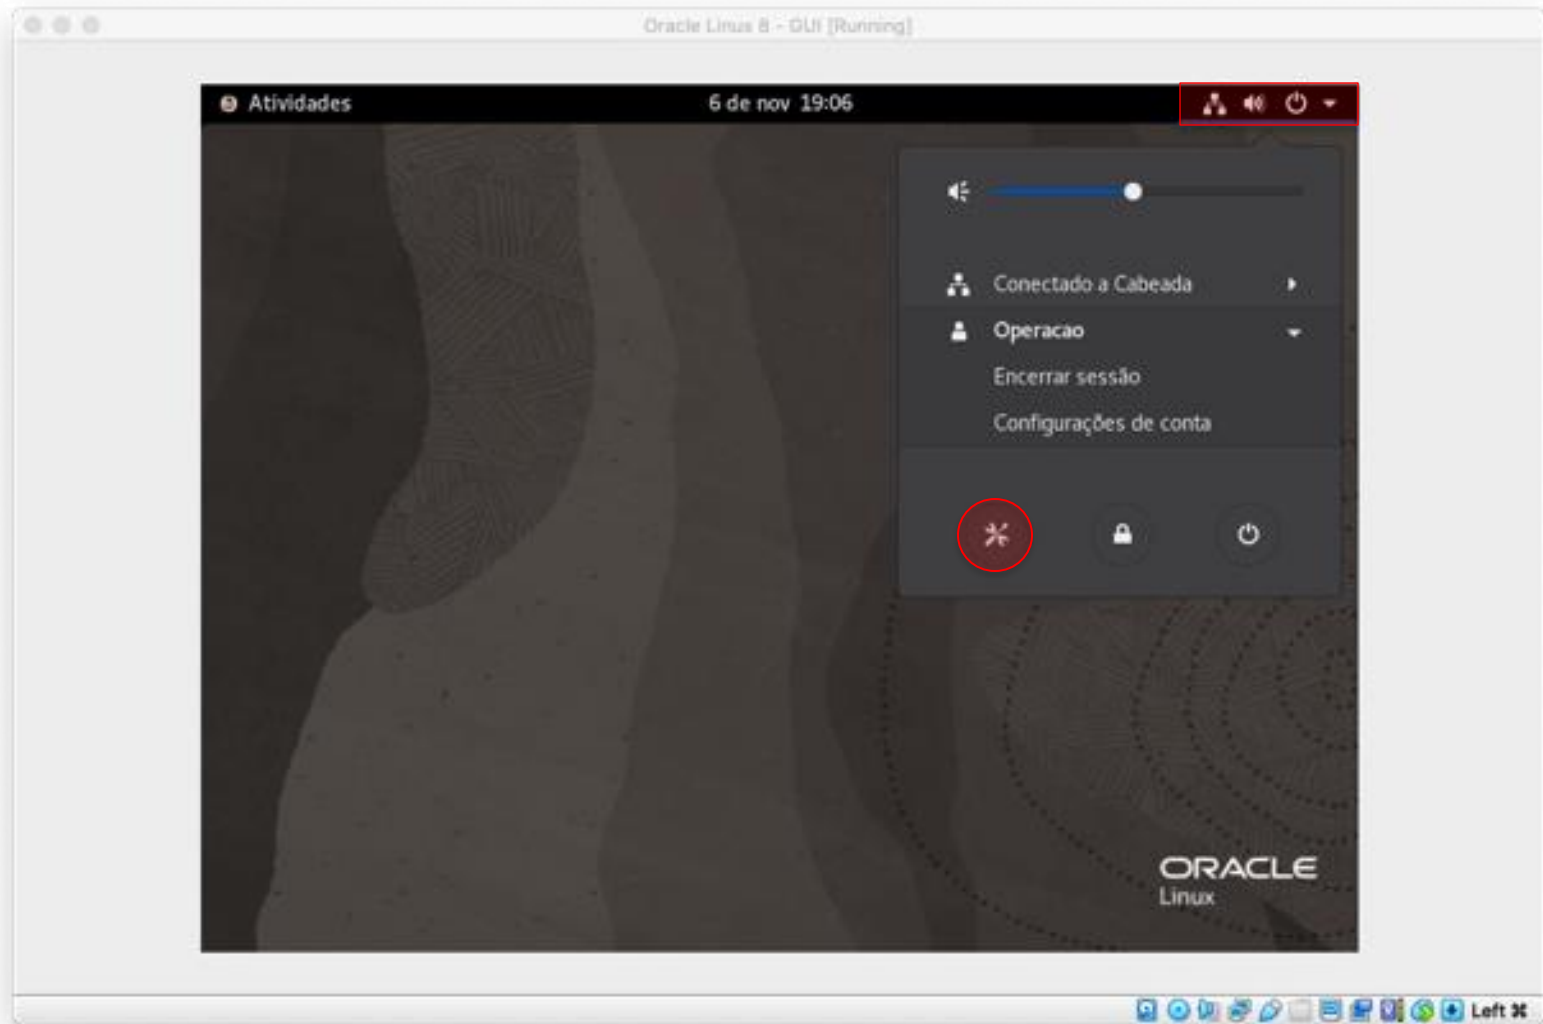 Oracle Linus 8 - GUI [Running]
Atividades
6 de nov 19:06
Conectado a Cabeada
Operacao
Encerrar sessão
Configurações de conta
ORACLE
Linux
Left ⌘